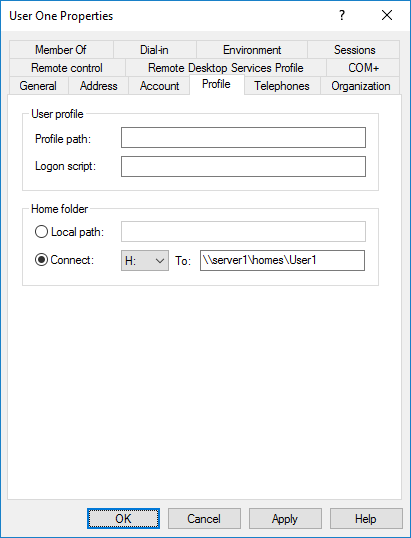 User One Properties ?
Member Of Dial-in Environment Sessions
Remote control Remote Desktop Services Profile COM+
General Address Account Profile Telephones Organization
User profile
Profile path:
Logon script:
Home folder
Local path:
Connect: H: To: \\server1\homes\User1
OK Cancel Apply Help